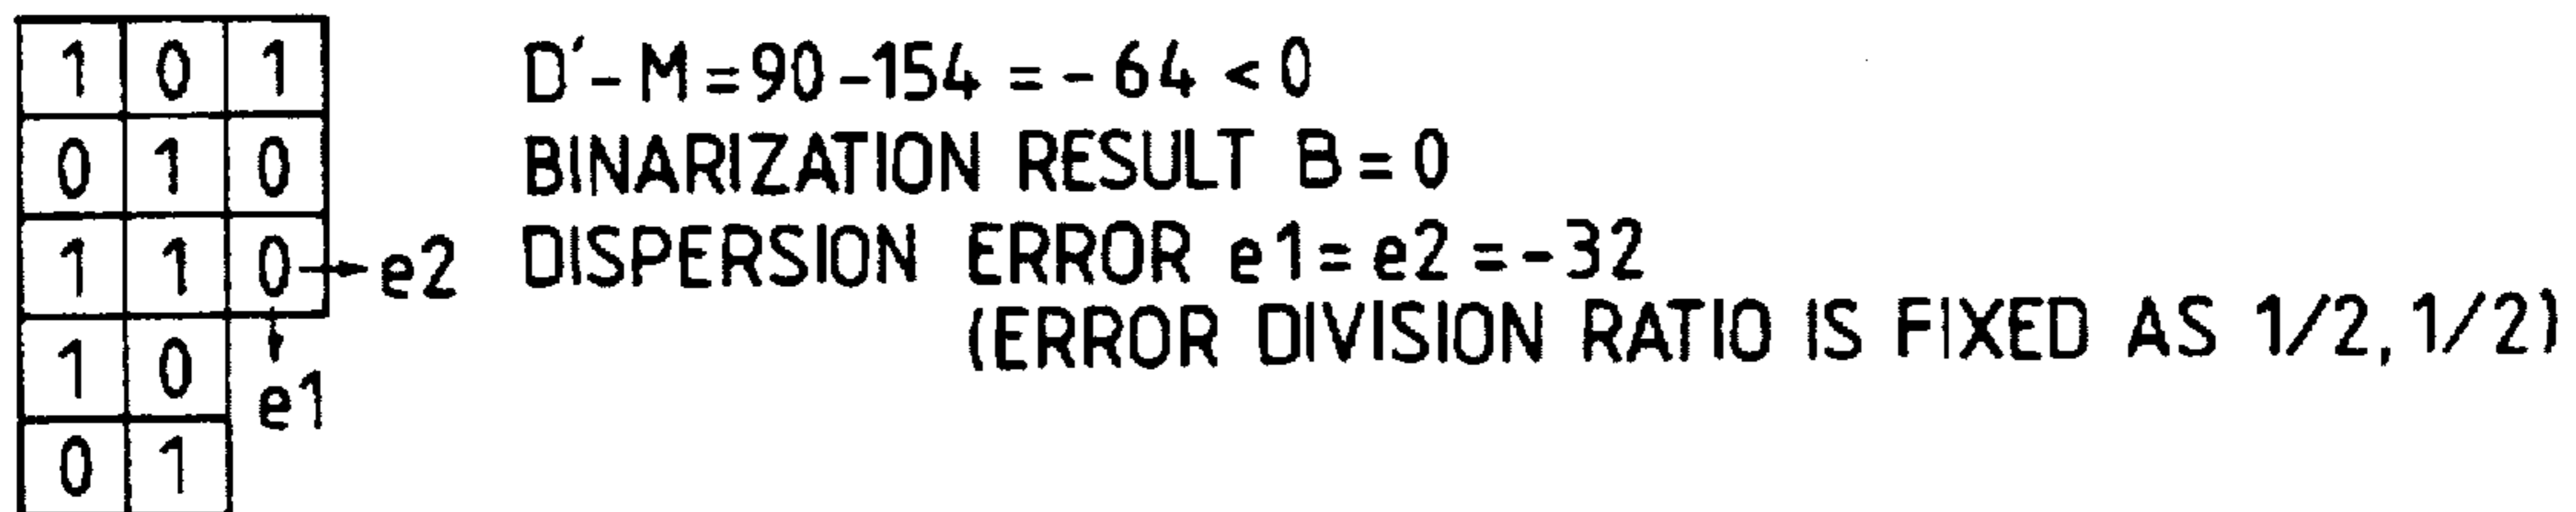 1 0 1
0 1 0
1 1 0 e2
1 0
e1
0 1
D′-M=90-154 =-64<0
BINARIZATION RESULT B=0
DISPERSION ERROR e1=e2=-32
(ERROR DIVISION RATIO IS FIXED AS 1/2,1/2)